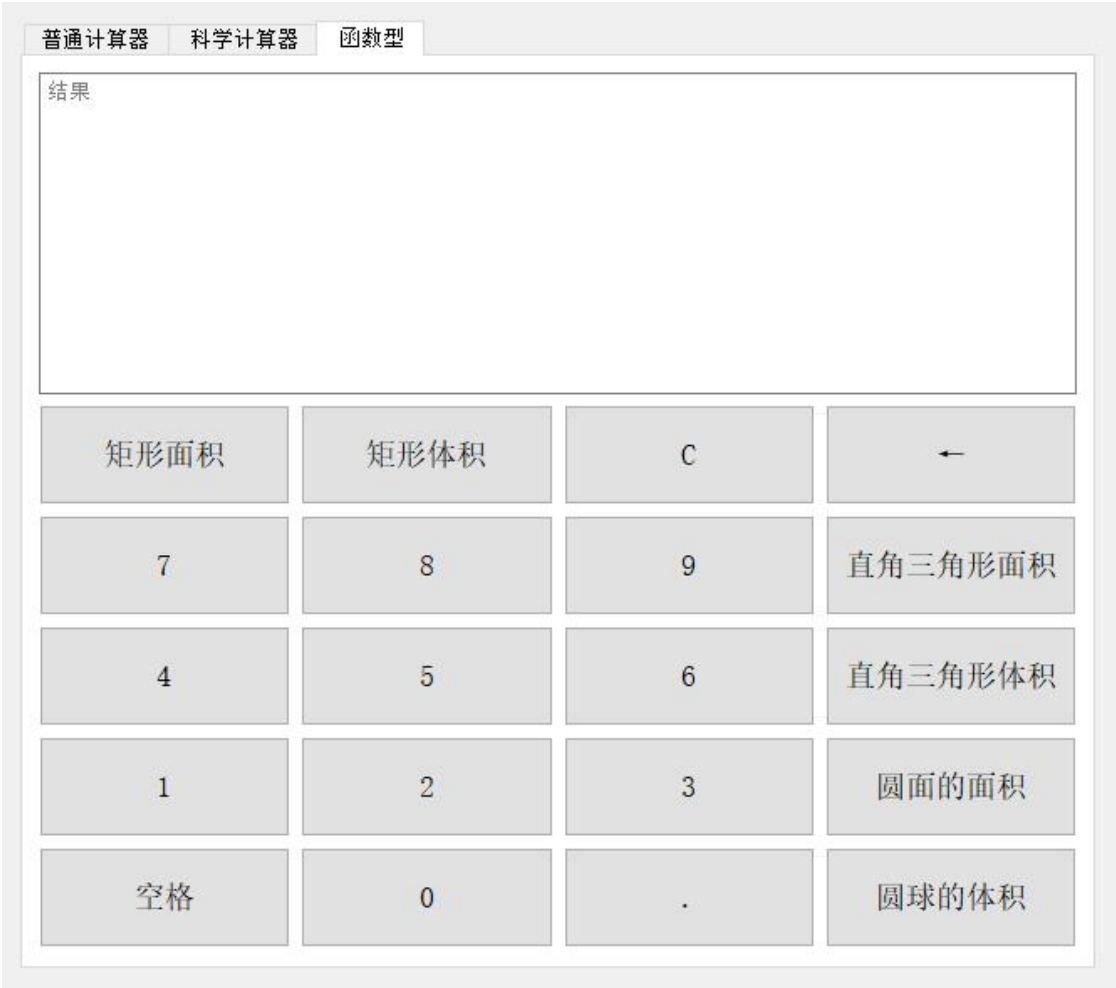 普通计算器 科学计算器 函数型
结果
矩形面积 矩形体积 C ←
7 8 9 直角三角形面积
4 5 6 直角三角形体积
1 2 3 圆面的面积
空格 0 . 圆球的体积